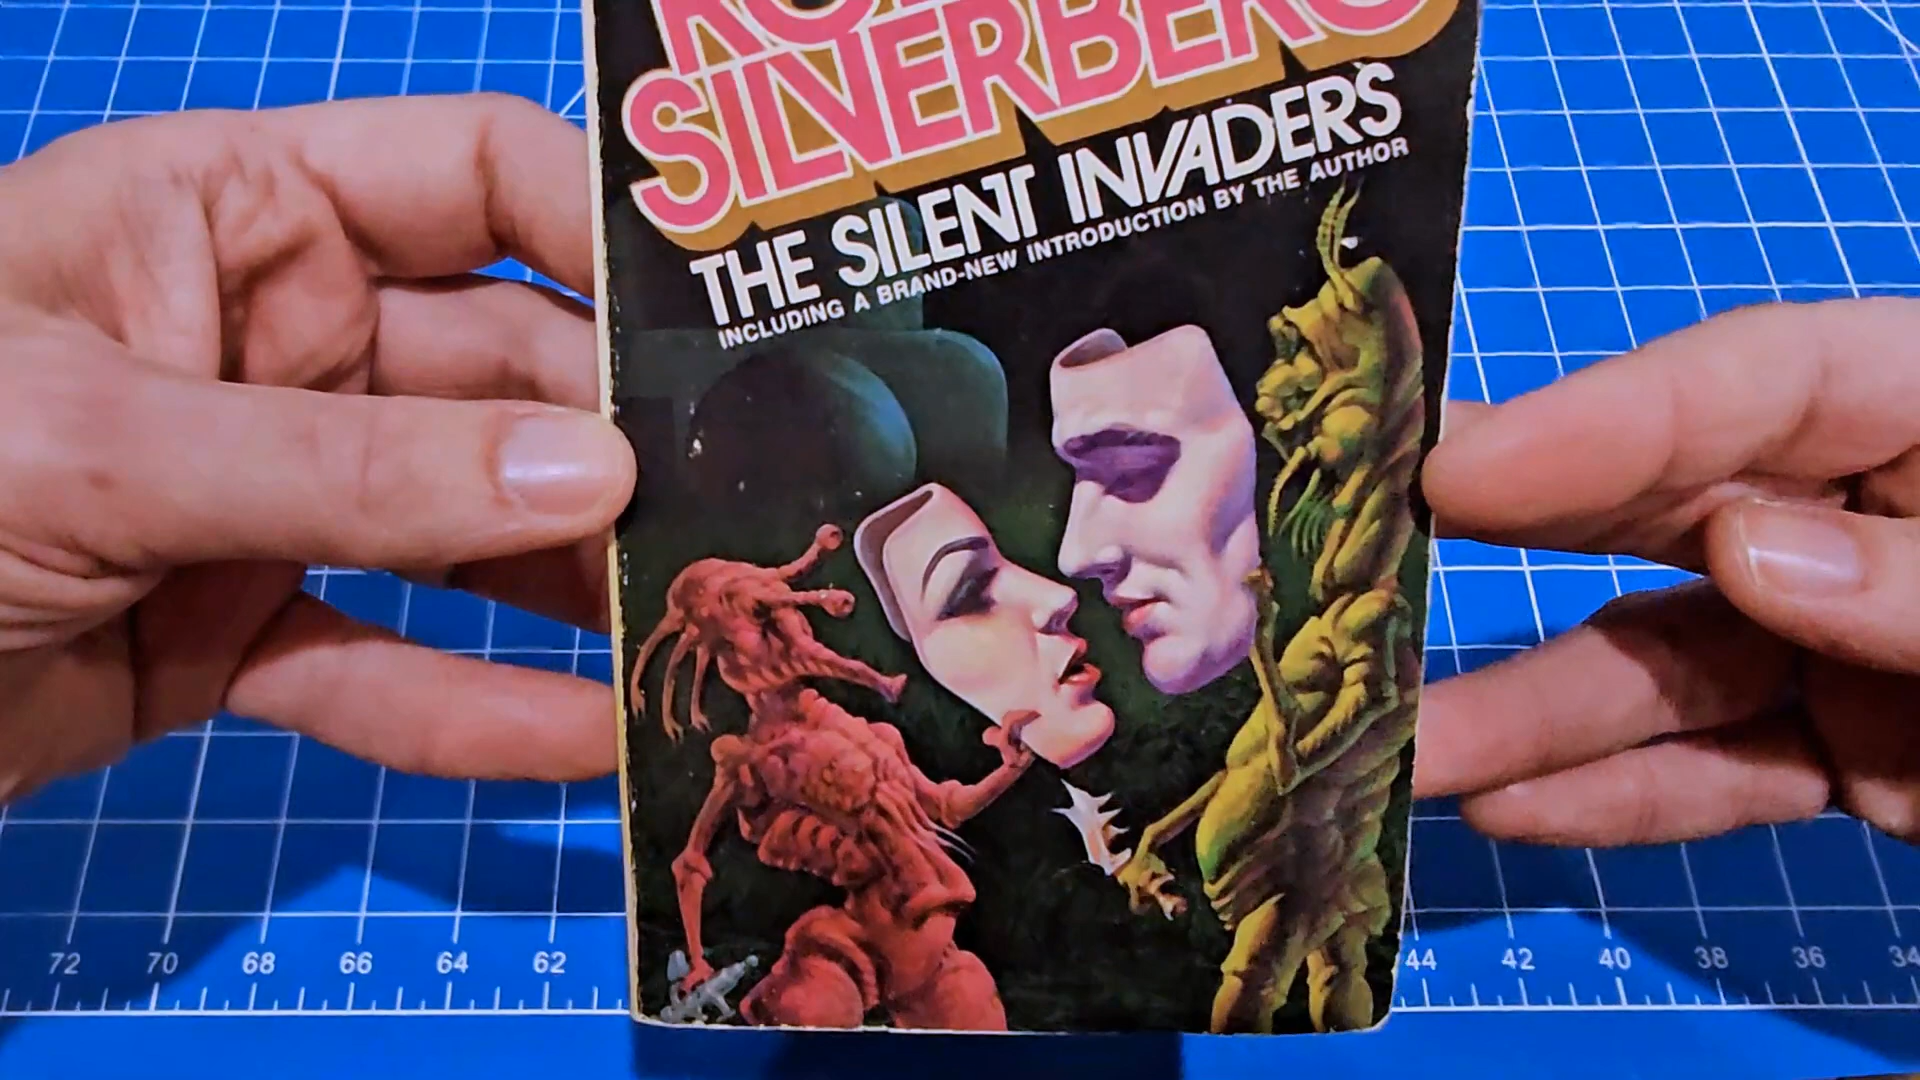 SILVERBERG
THE SILENT INVADERS
INCLUDING A BRAND-NEW INTRODUCTION BY THE AUTHOR
72 70 68 66 64 62 44 42 40 38 36 34